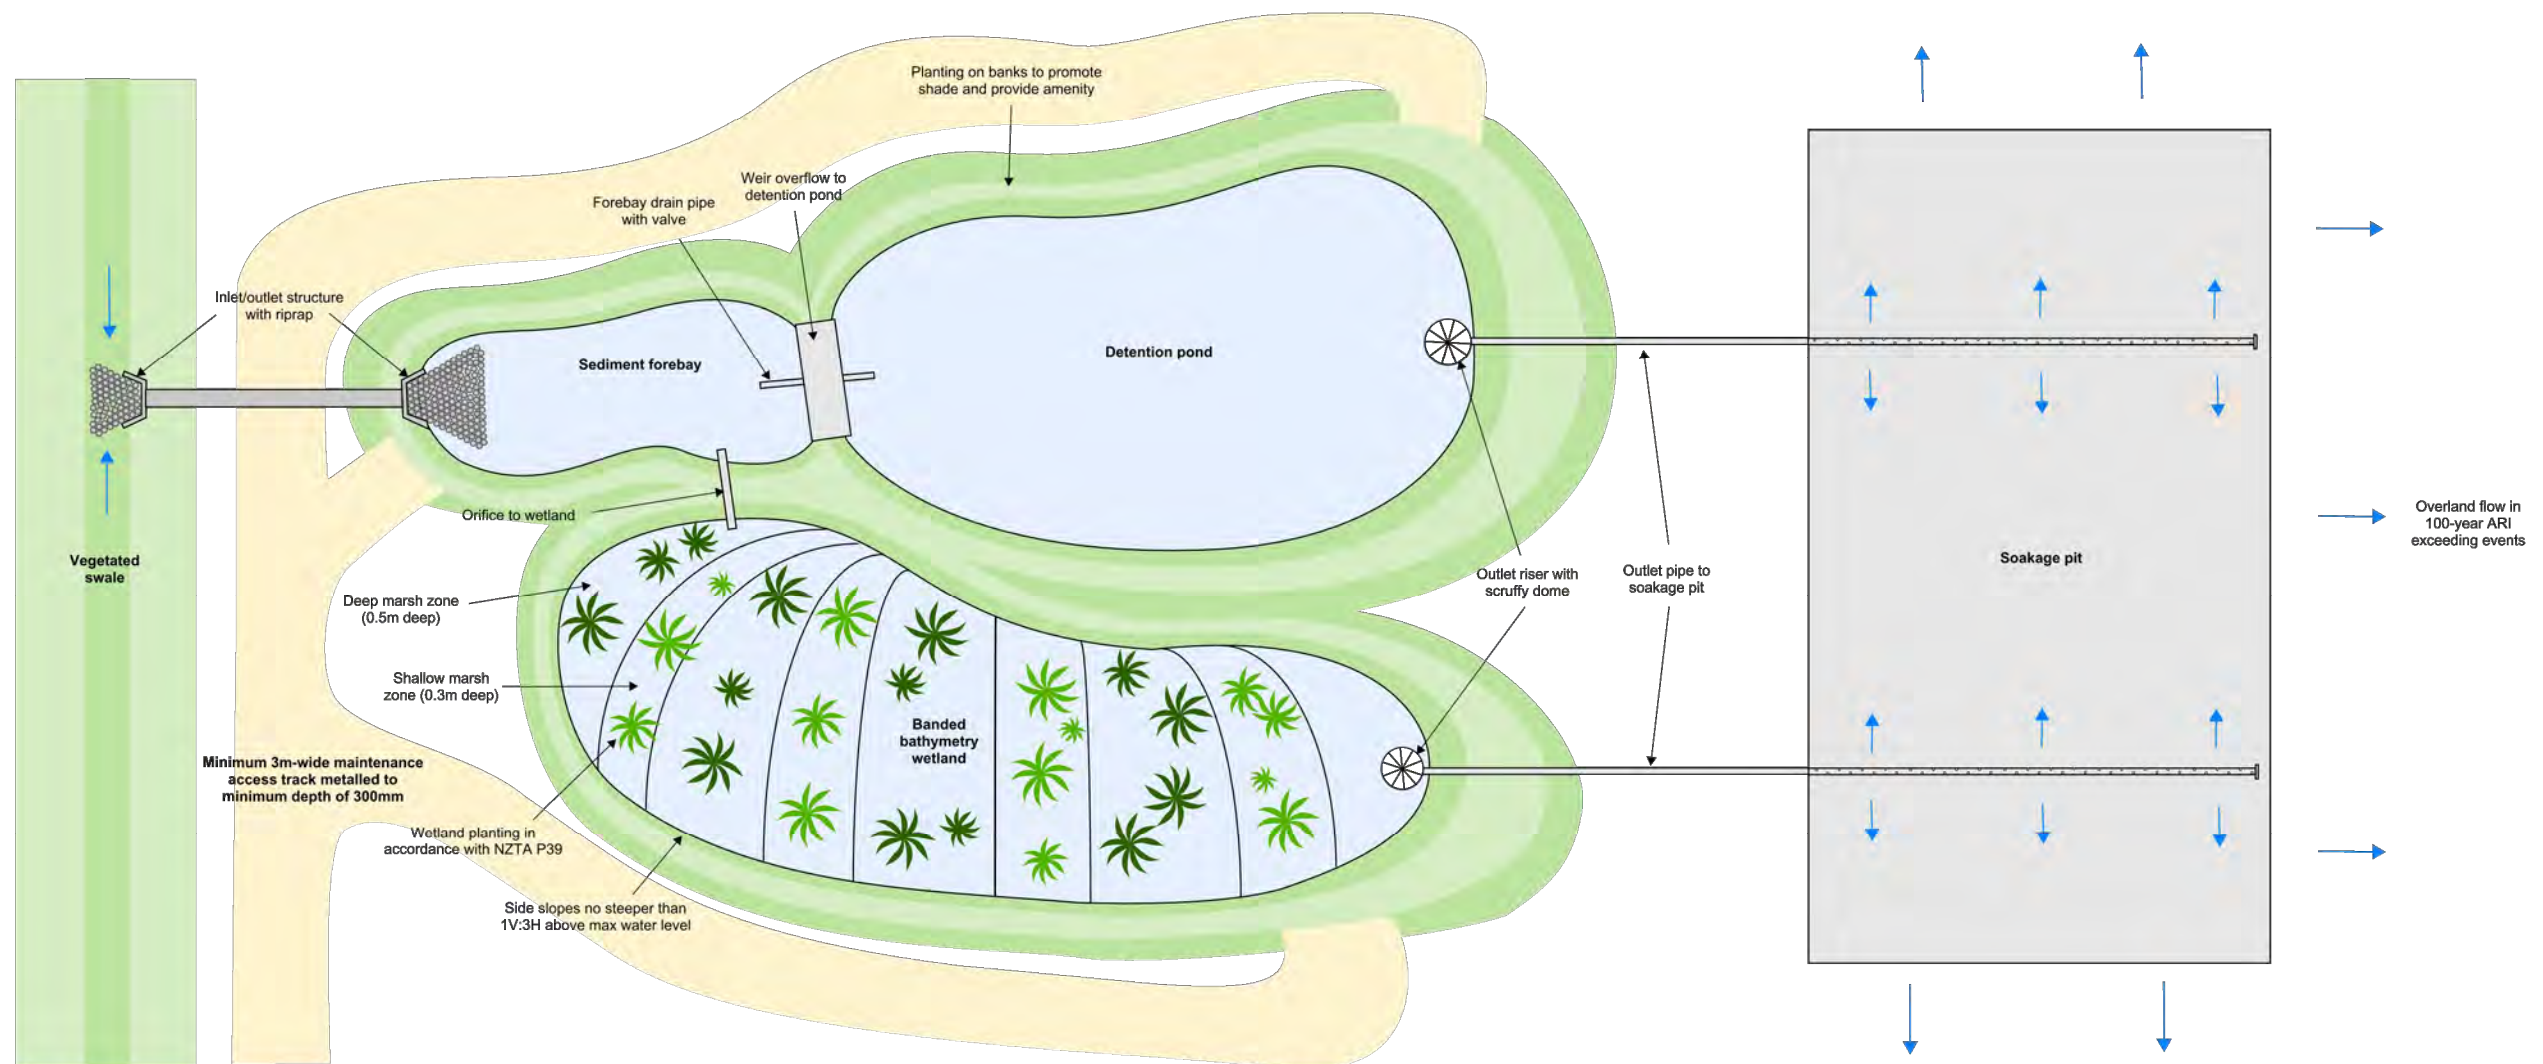 Planting on banks to promote
shade and provide amenity
Weir overflow to
detention pond
Forebay drain pipe
with valve
Inlet/outlet structure
with riprap
Sediment forebay
Detention pond
Orifice to wetland
Vegetated
swale
Deep marsh zone
(0.5m deep)
Shallow marsh
zone (0.3m deep)
Banded
bathymetry
wetland
Minimum 3m-wide maintenance
access track metalled to
minimum depth of 300mm
Wetland planting in
accordance with NZTA P39
Side slopes no steeper than
1V:3H above max water level
Outlet riser with
scruffy dome
Outlet pipe to
soakage pit
Soakage pit
Overland flow in
100-year ARI
exceeding events